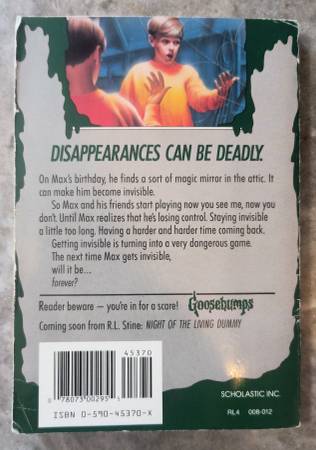 DISAPPEARANCES CAN BE DEADLY.
On Max's birthday, he finds a sort of magic mirror in the attic. It
can make him become invisible.
So Max and his friends start playing now you see me, now you
don't. Until Max realizes that he's losing control. Staying invisible
a little too long. Having a harder and harder time coming back.
Getting invisible is turning into a very dangerous game.
The next time Max gets invisible,
will it be...
forever?
Reader beware — you're in for a scare! Goosebumps
Coming soon from R.L. Stine: NIGHT OF THE LIVING DUMMY
45370
0 78073 00295 1
ISBN 0-590-45370-X
SCHOLASTIC INC.
RL4 008-012